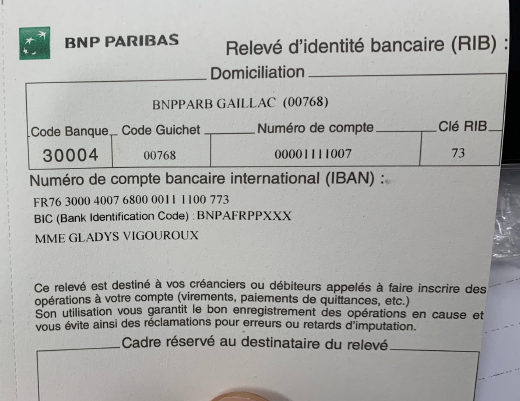 BNP PARIBAS
Relevé d'identité bancaire (RIB) :
Domiciliation
BNPPARB GAILLAC (00768)
Code Banque Code Guichet Numéro de compte Clé RIB
30004 00768 00001111007 73
Numéro de compte bancaire international (IBAN) :
FR76 3000 4007 6800 0011 1100 773
BIC (Bank Identification Code) : BNPAFRPPXXX
MME GLADYS VIGOUROUX
Ce relevé est destiné à vos créanciers ou débiteurs appelés à faire inscrire des
opérations à votre compte (virements, paiements de quittances, etc.)
Son utilisation vous garantit le bon enregistrement des opérations en cause et
vous évite ainsi des réclamations pour erreurs ou retards d'imputation.
Cadre réservé au destinataire du relevé